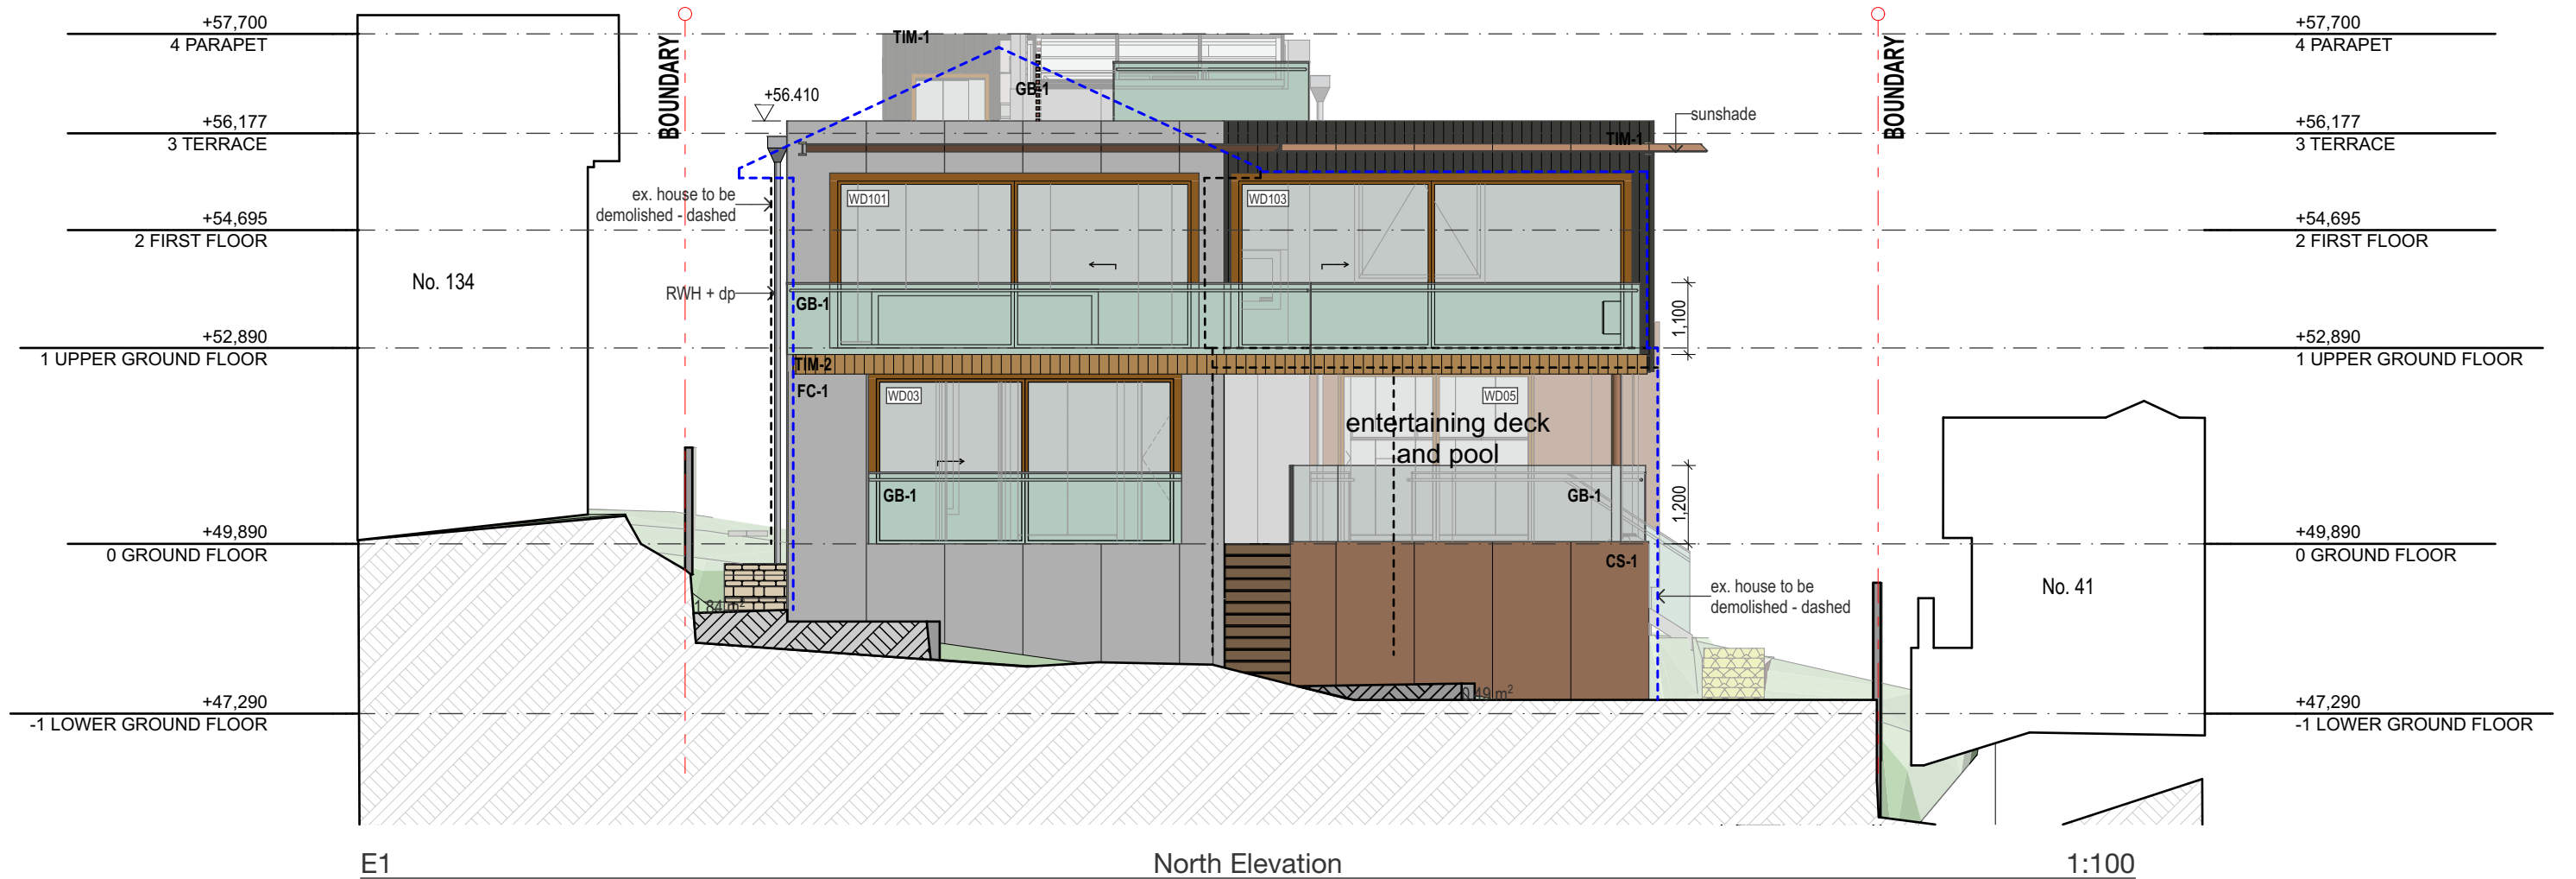 +57,700
4 PARAPET
+56,177
3 TERRACE
+54,695
2 FIRST FLOOR
+52,890
1 UPPER GROUND FLOOR
+49,890
0 GROUND FLOOR
+47,290
-1 LOWER GROUND FLOOR
No. 134
BOUNDARY
+56.410
ex. house to be
demolished - dashed
RWH + dp
TIM-1
GB-1
sunshade
TIM-1
WD101
WD103
GB-1
1,100
TIM-2
FC-1
WD03
WD05
entertaining deck
and pool
GB-1
GB-1
1,200
CS-1
1.84 m²
0.49 m²
ex. house to be
demolished - dashed
BOUNDARY
No. 41
+57,700
4 PARAPET
+56,177
3 TERRACE
+54,695
2 FIRST FLOOR
+52,890
1 UPPER GROUND FLOOR
+49,890
0 GROUND FLOOR
+47,290
-1 LOWER GROUND FLOOR
E1
North Elevation
1:100